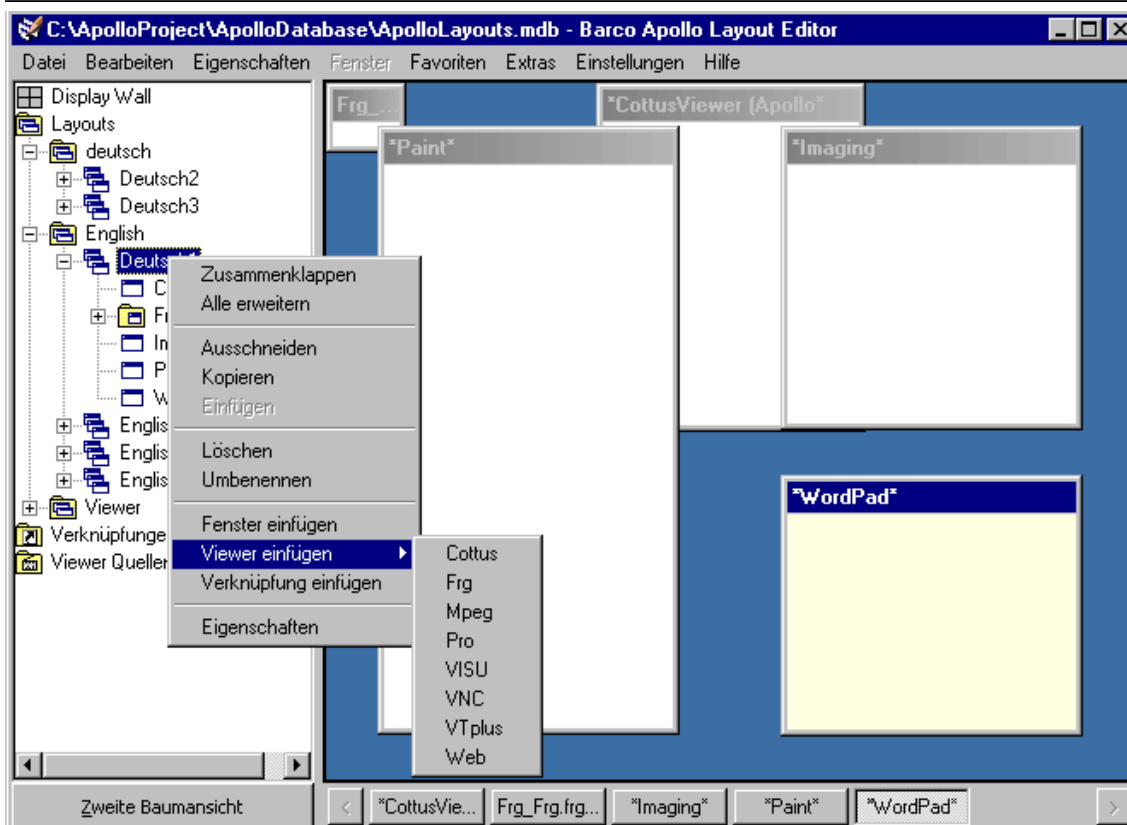 C:\ApolloProject\ApolloDatabase\ApolloLayouts.mdb - Barco Apollo Layout Editor
Datei Bearbeiten Eigenschaften Fenster Favoriten Extras Einstellungen Hilfe
Display Wall
Layouts
deutsch
Deutsch2
Deutsch3
English
Viewer
Viewer Queller
Zusammenklappen
Alle erweitern
Ausschneiden
Kopieren
Einfügen
Löschen
Umbenennen
Fenster einfügen
Viewer einfügen
Verknüpfung einfügen
Eigenschaften
Cottus
Frg
Mpeg
Pro
VISU
VNC
VTplus
Web
Frg_...
*CottusViewer (Apollo*
*Paint*
*Imaging*
*WordPad*
Zweite Baumansicht
< *CottusVie... Frg_Frg.frg... *Imaging* *Paint* *WordPad* >